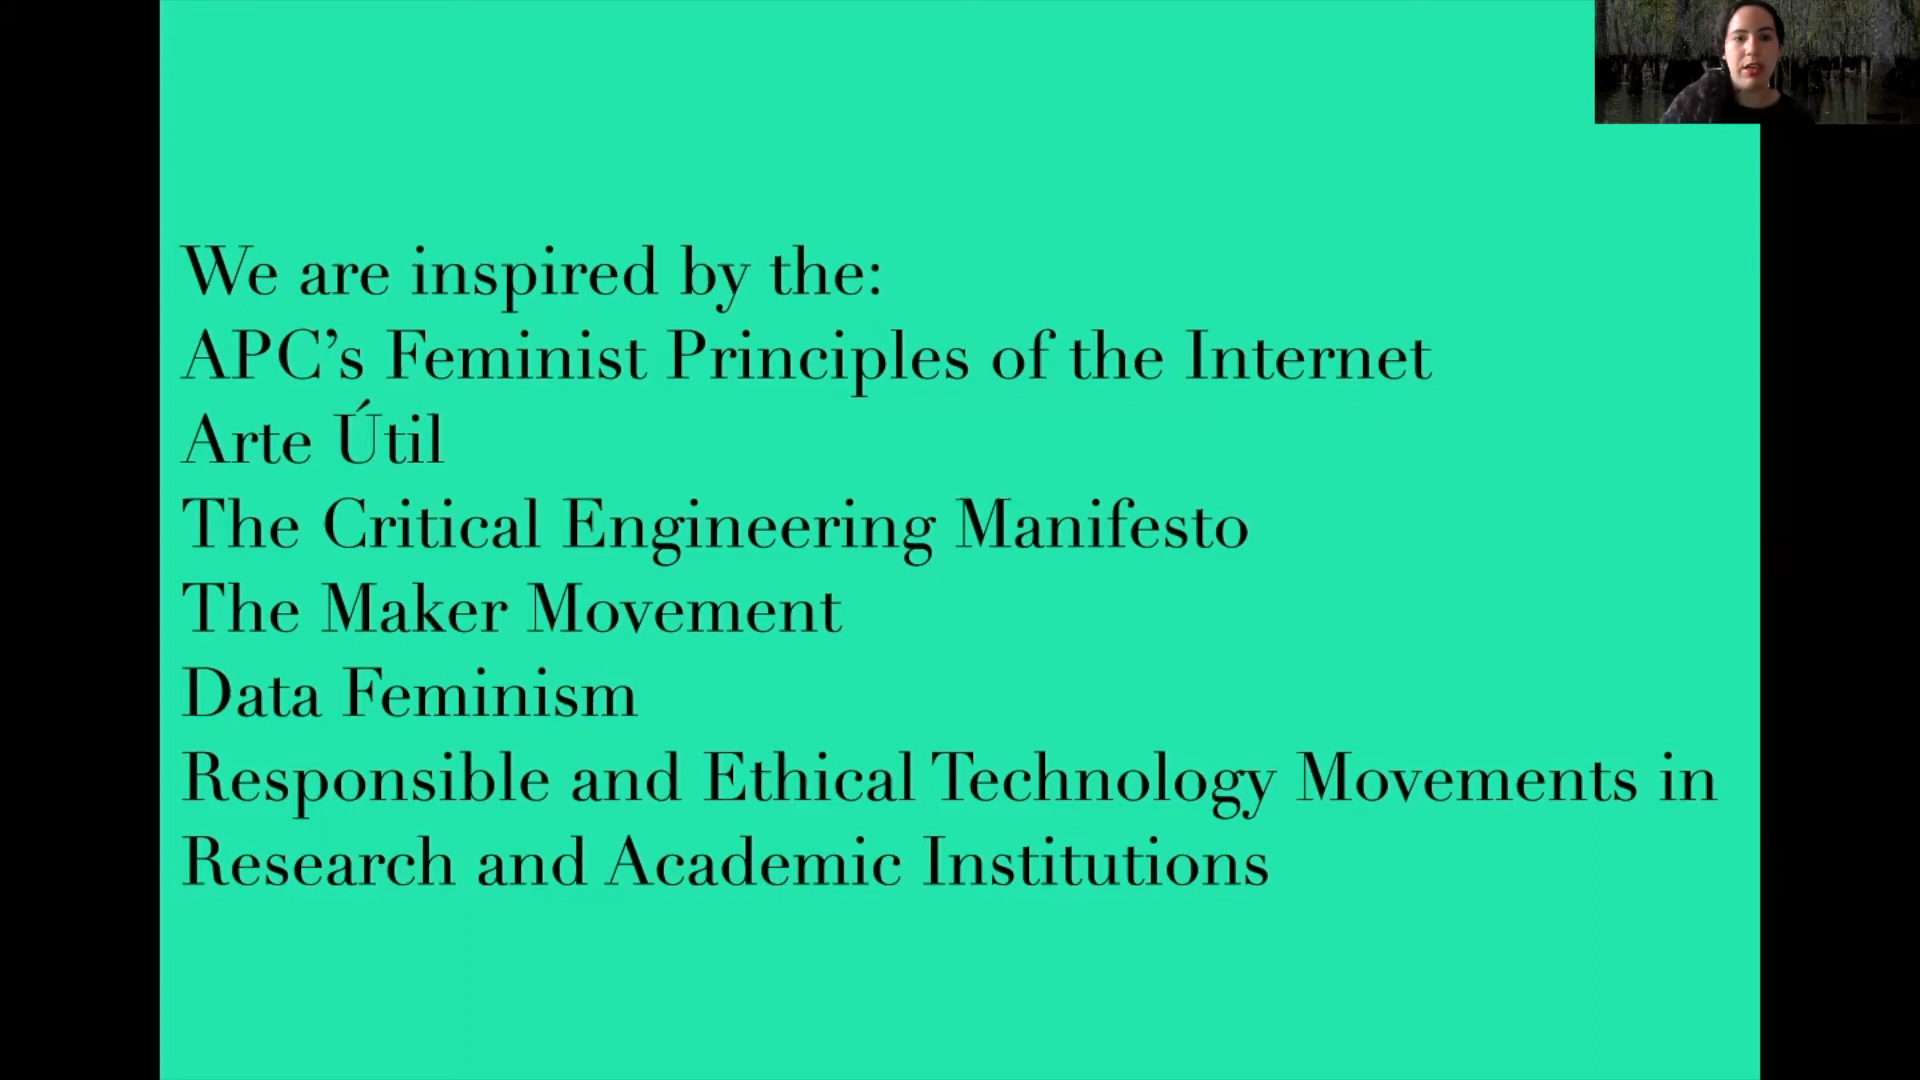 We are inspired by the:
APC’s Feminist Principles of the Internet
Arte Útil
The Critical Engineering Manifesto
The Maker Movement
Data Feminism
Responsible and Ethical Technology Movements in
Research and Academic Institutions